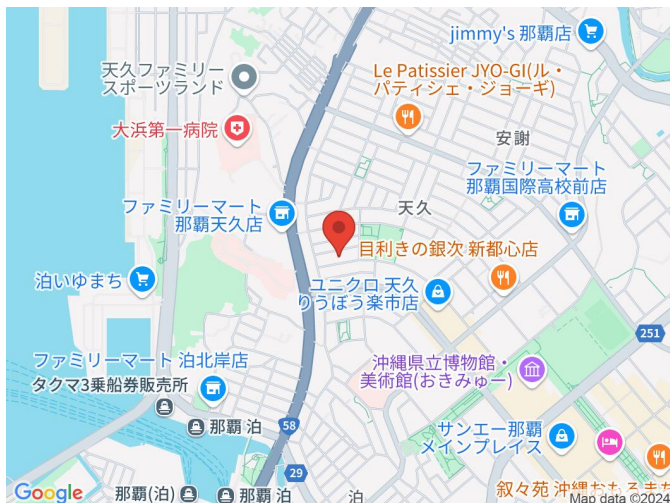 jimmy's 那覇店
天久ファミリー
スポーツランド
Le Patissier JYO-GI(ル・
パティシェ・ジョーギ)
大浜第一病院
安謝
ファミリーマート
那覇国際高校前店
ファミリーマート
那覇天久店
天久
目利きの銀次 新都心店
泊いゆまち
ユニクロ 天久
りうぼう楽市店
251
ファミリーマート 泊北岸店
タクマ3乗船券販売所
沖縄県立博物館・
美術館(おきみゅー)
那覇 泊
58
サンエー那覇
メインプレイス
29
Google
那覇(泊)
那覇 泊
泊
叙々苑 沖縄おもろまち
Map data ©2024